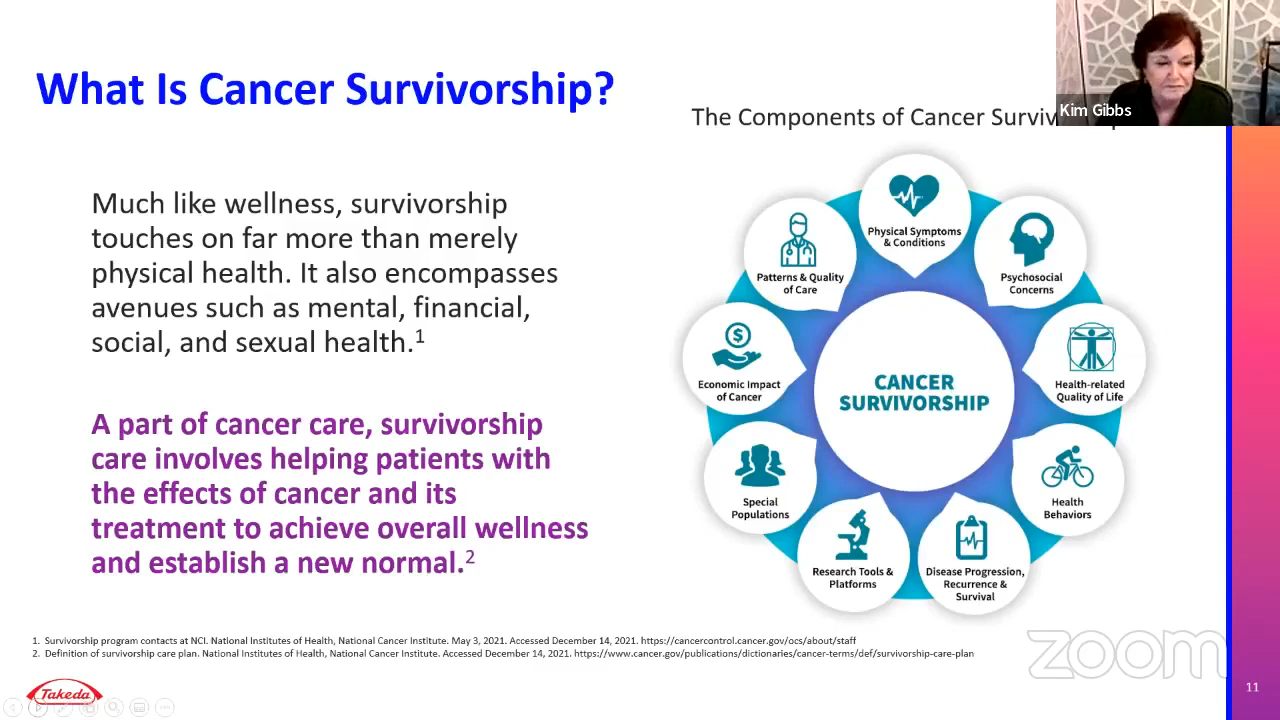 What Is Cancer Survivorship?
Kim Gibbs
The Components of Cancer
Much like wellness, survivorship
touches on far more than merely
physical health. It also encompasses
avenues such as mental, financial,
social, and sexual health.1
A part of cancer care, survivorship
care involves helping patients with
the effects of cancer and its
treatment to achieve overall wellness
and establish a new normal.2
Physical Symptoms
& Conditions
Psychosocial
Concerns
Health-related
Quality of Life
Health
Behaviors
Disease Progression,
Recurrence &
Survival
Research Tools &
Platforms
Special
Populations
Economic Impact
of Cancer
Patterns & Quality
of Care
CANCER
SURVIVORSHIP
1. Survivorship program contacts at NCI. National Institutes of Health, National Cancer Institute. May 3, 2021. Accessed December 14, 2021. https://cancercontrol.cancer.gov/ocs/about/staff
2. Definition of survivorship care plan. National Institutes of Health, National Cancer Institute. Accessed December 14, 2021. https://www.cancer.gov/publications/dictionaries/cancer-terms/def/survivorship-care-plan
zoom
Takeda
11